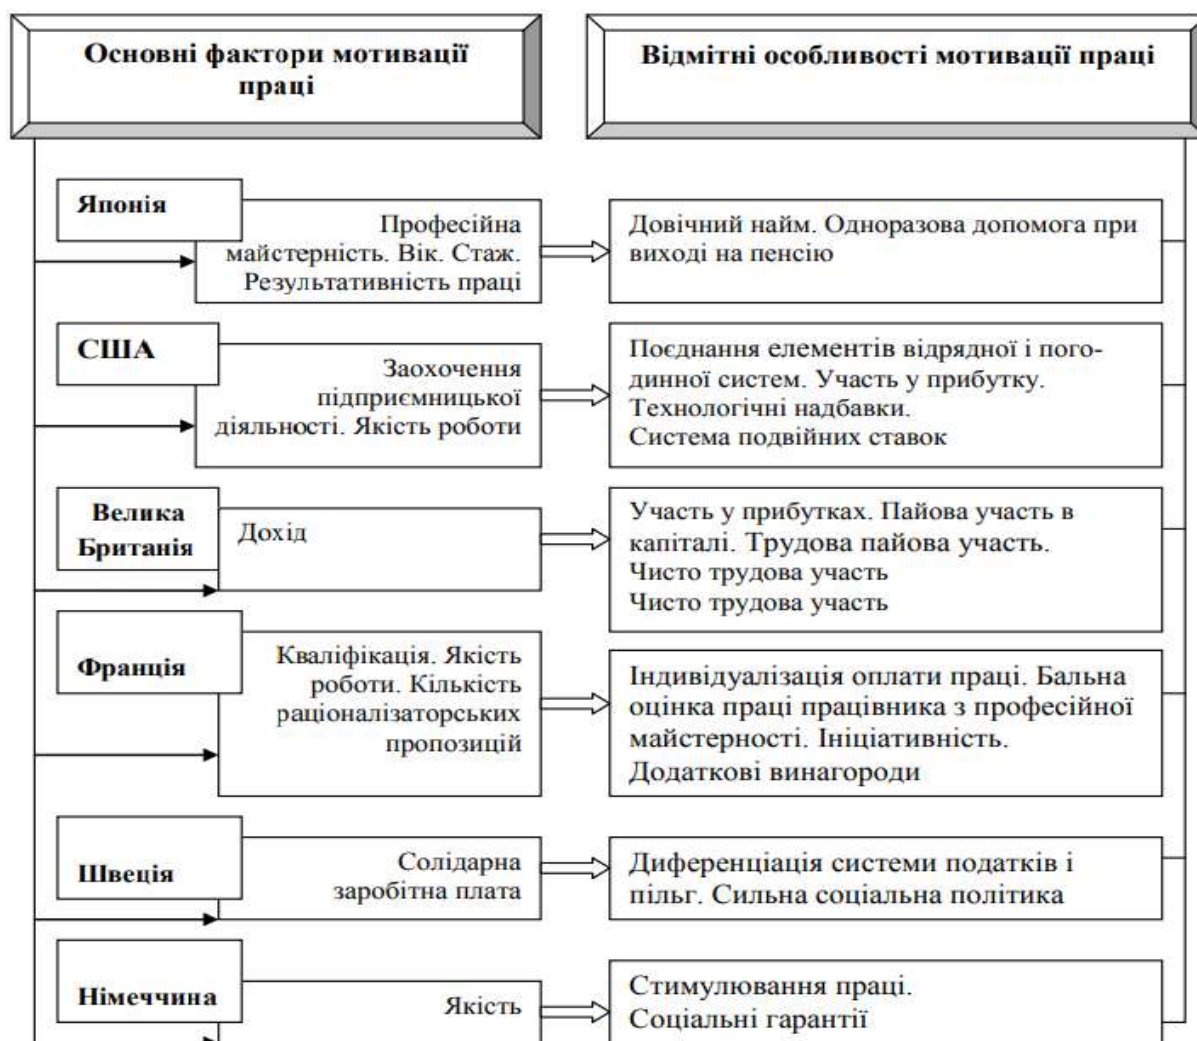 Основні фактори мотивації
праці
Відмітні особливості мотивації праці
Японія
Професійна
майстерність. Вік. Стаж.
Результативність праці
Довічний найм. Одноразова допомога при
виході на пенсію
США
Заохочення
підприємницької
діяльності. Якість роботи
Поєднання елементів відрядної і пого-
динної систем. Участь у прибутку.
Технологічні надбавки.
Система подвійних ставок
Велика
Британія
Дохід
Участь у прибутках. Пайова участь в
капіталі. Трудова пайова участь.
Чисто трудова участь
Чисто трудова участь
Франція
Кваліфікація. Якість
роботи. Кількість
раціоналізаторських
пропозицій
Індивідуалізація оплати праці. Бальна
оцінка праці працівника з професійної
майстерності. Ініціативність.
Додаткові винагороди
Швеція
Солідарна
заробітна плата
Диференціація системи податків і
пільг. Сильна соціальна політика
Німеччина
Якість
Стимулювання праці.
Соціальні гарантії